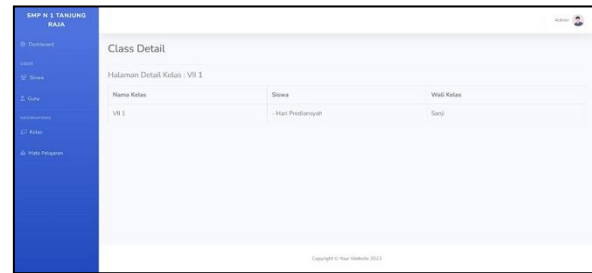 SMP N 1 TANJUNG
RAJA
Admin
Dashboard
Class Detail
USER
Siswa
Halaman Detail Kelas : VII 1
Guru
Nama Kelas Siswa Wali Kelas
VII 1 - Hari Prediansyah Sanji
Kelas
Mata Pelajaran
Copyright © Your Website 2023